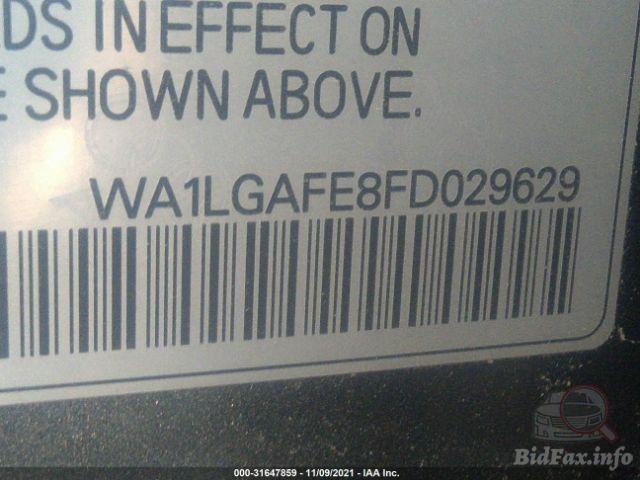 DS IN EFFECT ON
E SHOWN ABOVE.
WA1LGAFE8FD029629
BidFax.info
000-31647859 - 11/09/2021 - IAA Inc.